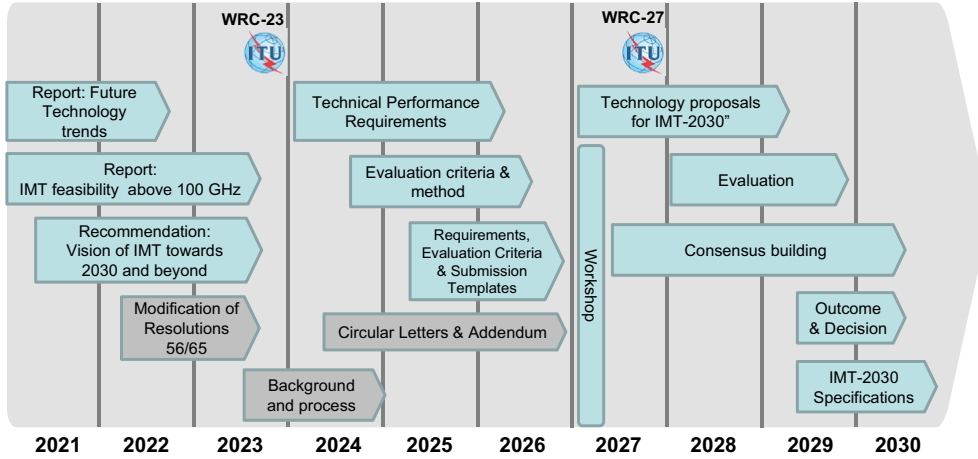 WRC-23
WRC-27
ITU
ITU
Report: Future
Technology
trends
Technical Performance
Requirements
Technology proposals
for IMT-2030”
Report:
IMT feasibility above 100 GHz
Evaluation criteria &
method
Evaluation
Recommendation:
Vision of IMT towards
2030 and beyond
Requirements,
Evaluation Criteria
& Submission
Templates
Workshop
Consensus building
Modification of
Resolutions
56/65
Circular Letters & Addendum
Outcome
& Decision
Background
and process
IMT-2030
Specifications
2021 2022 2023 2024 2025 2026 2027 2028 2029 2030